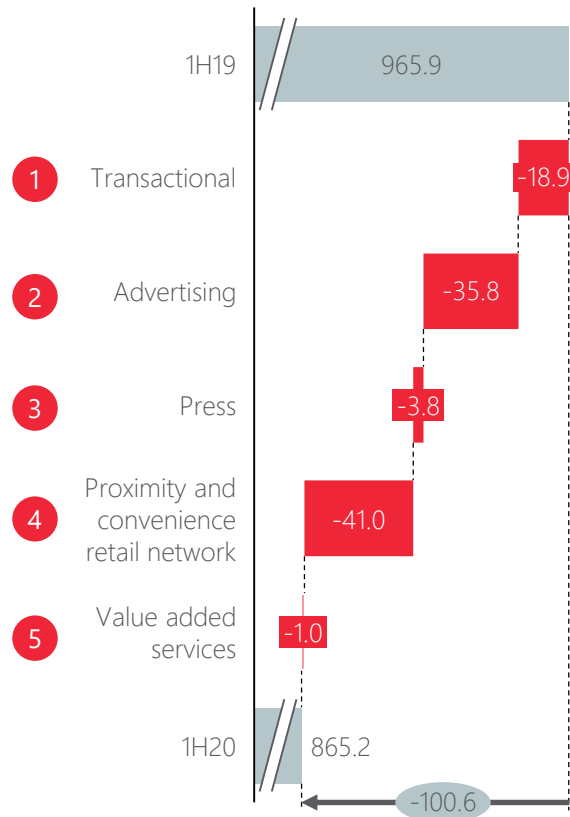 1H19
965.9
1
Transactional
-18.9
2
Advertising
-35.8
3
Press
-3.8
4
Proximity and
convenience
retail network
-41.0
5
Value added
services
-1.0
1H20
865.2
-100.6